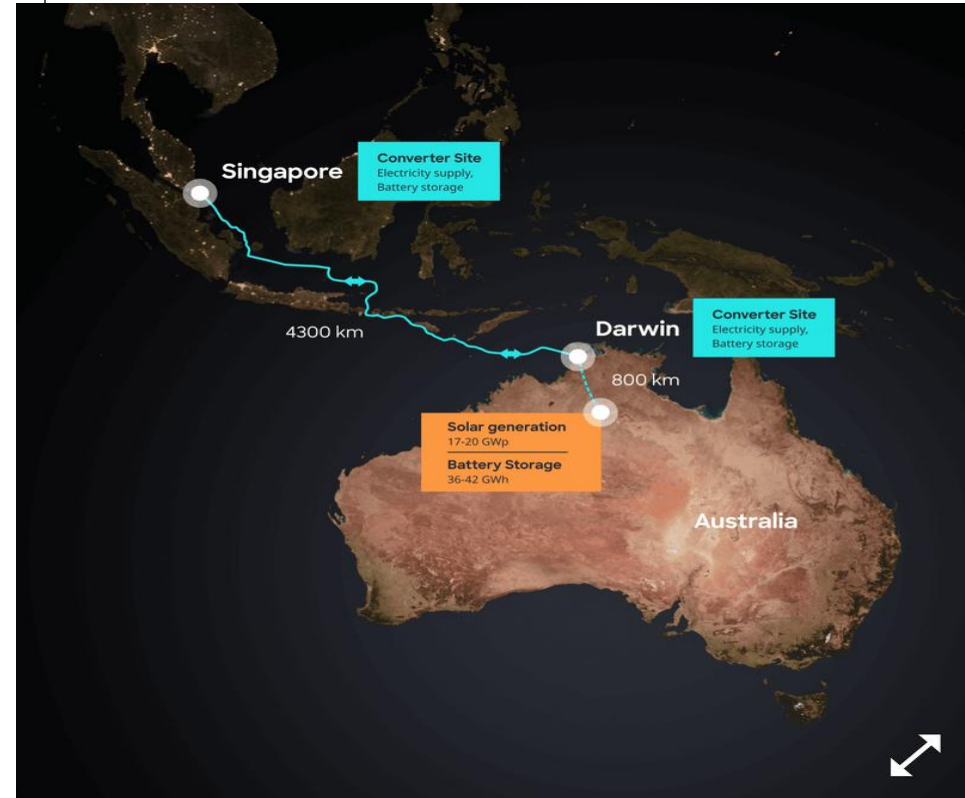 Singapore
Converter Site
Electricity supply,
Battery storage
4300 km
Darwin
Converter Site
Electricity supply,
Battery storage
800 km
Solar generation
17-20 GWp
Battery Storage
36-42 GWh
Australia